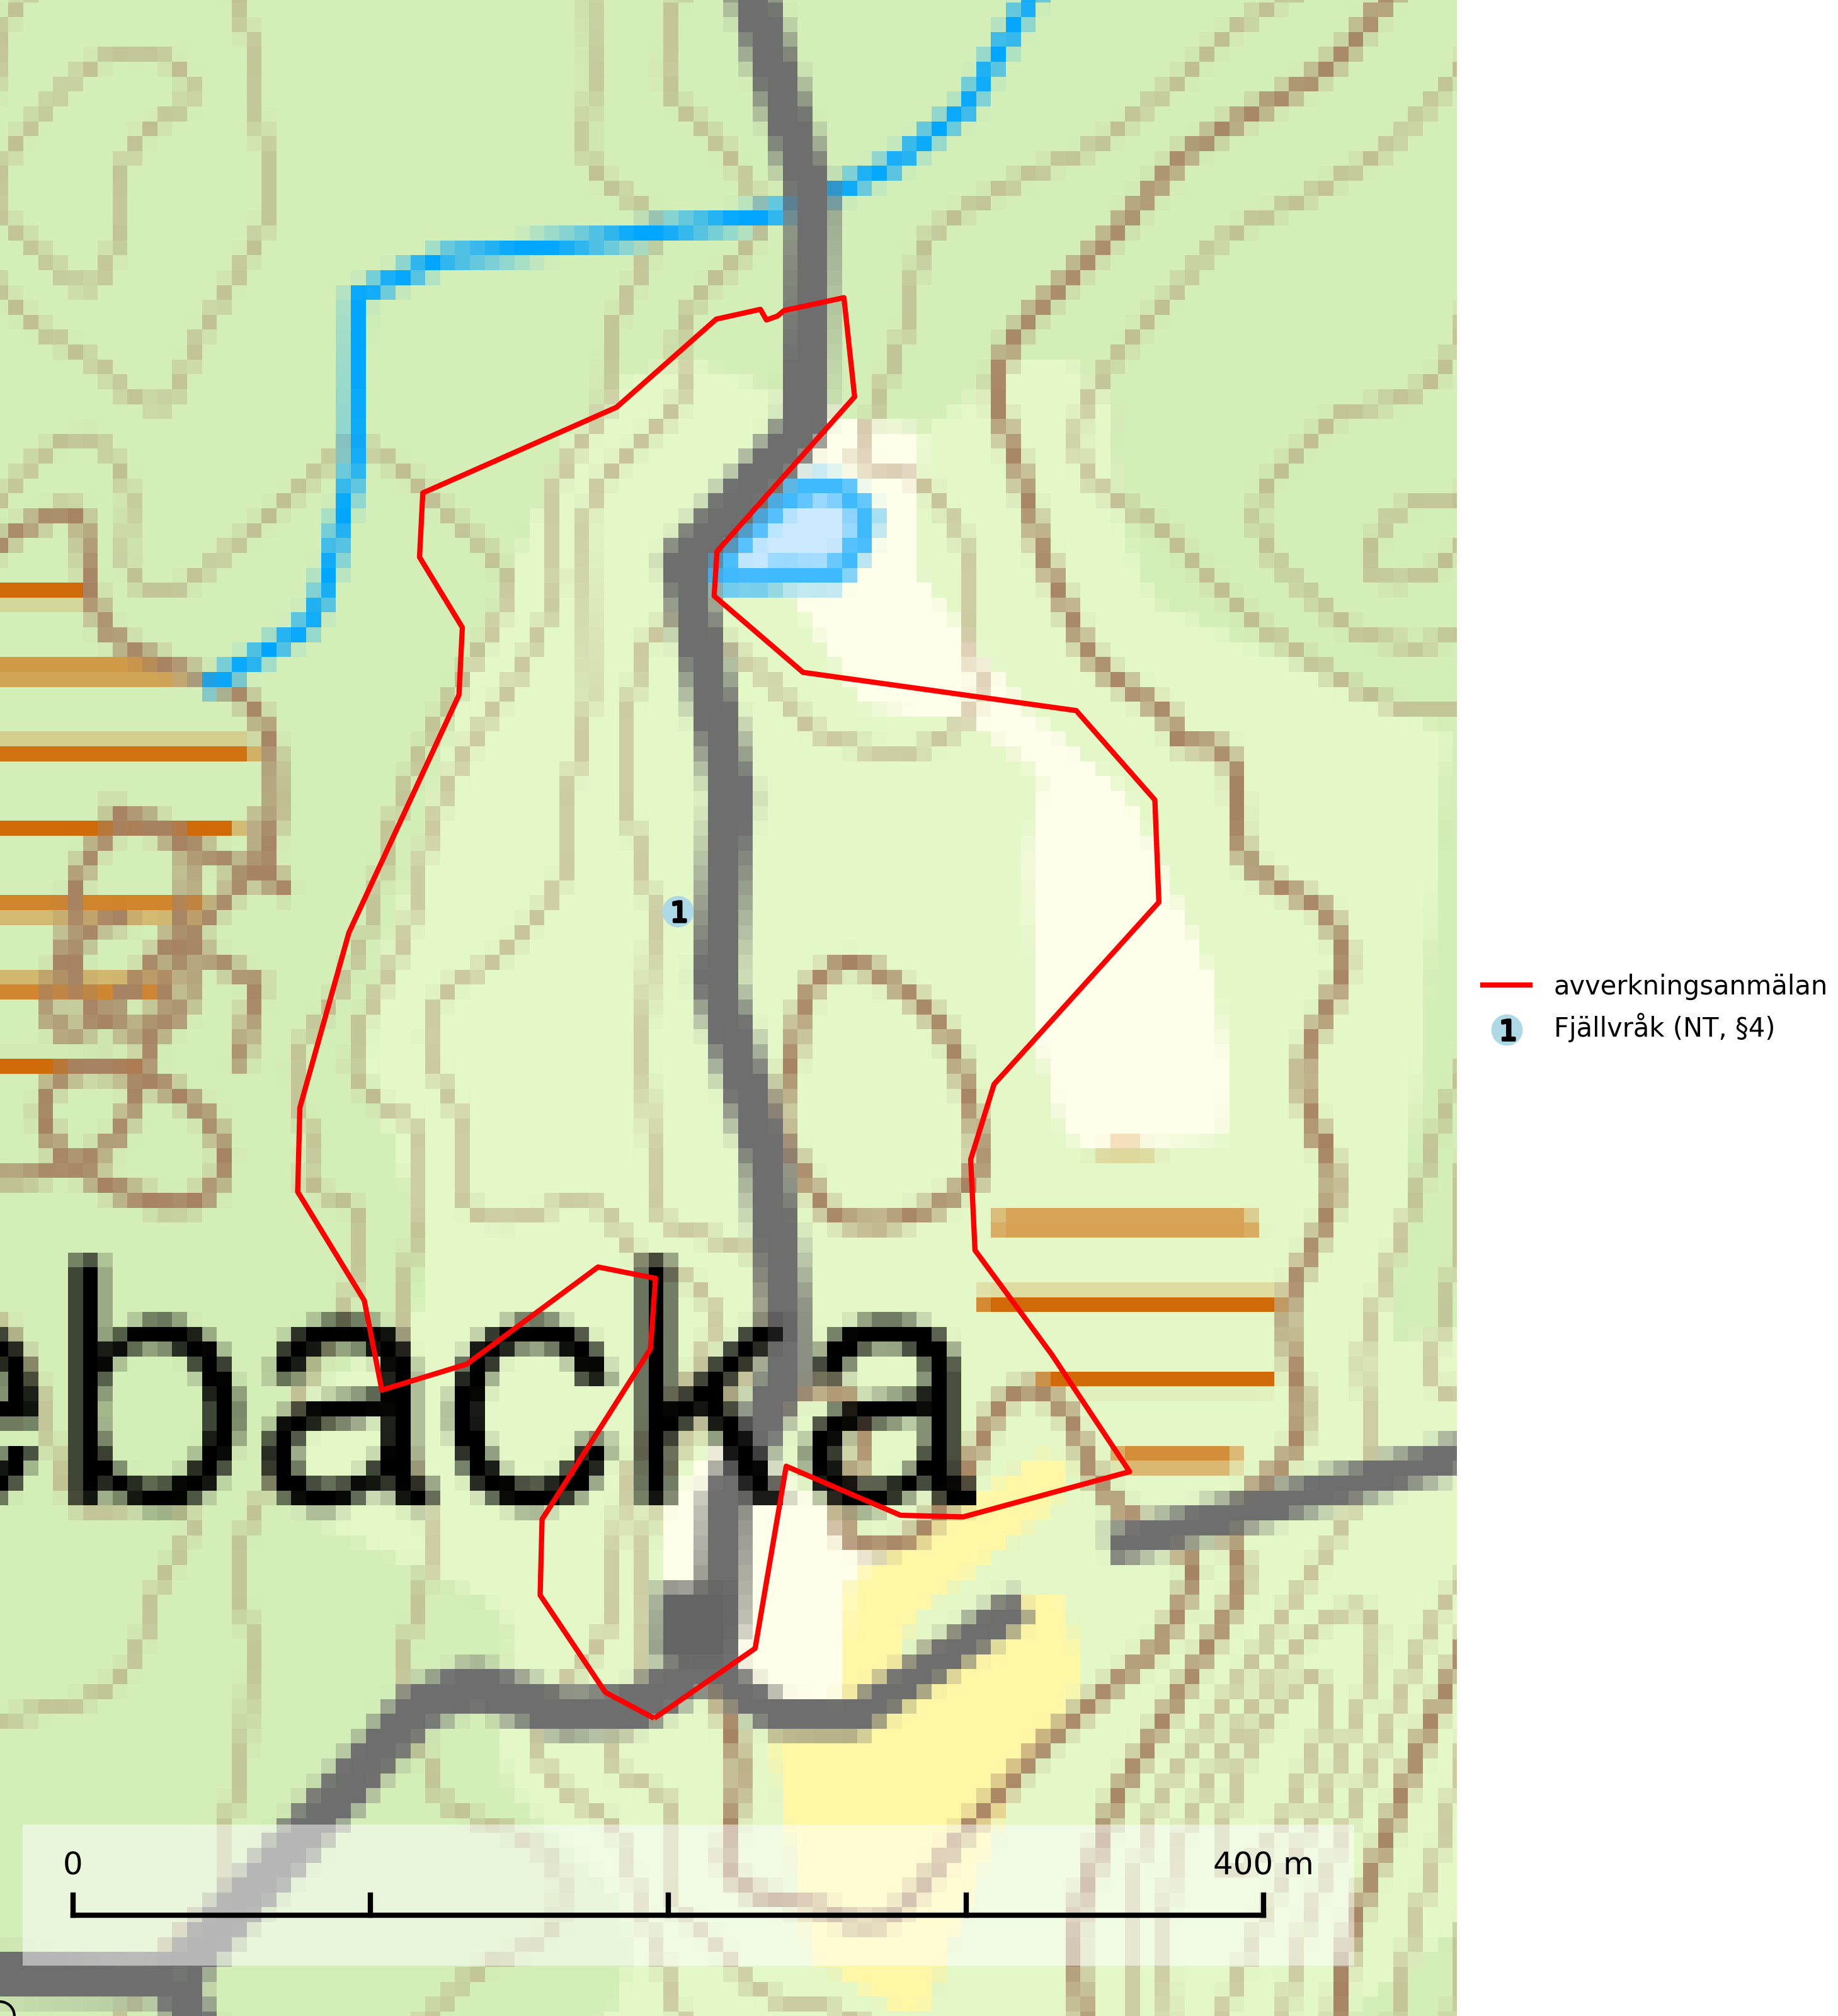 1
ebacka
avverkningsanmälan
1 Fjällvråk (NT, §4)
0 400 m